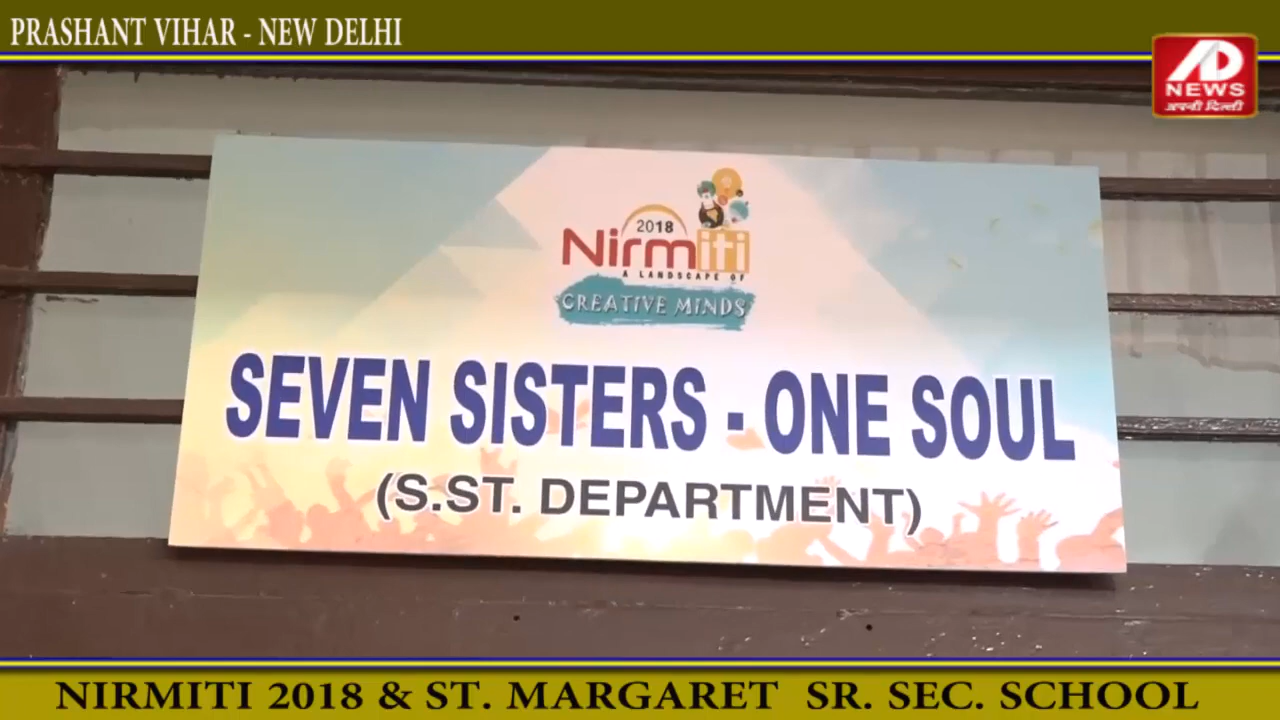 PRASHANT VIHAR - NEW DELHI
AD
NEWS
अपनी दिल्ली
2018
Nirmiti
A LANDSCAPE OF
CREATIVE MINDS
SEVEN SISTERS - ONE SOUL
(S.ST. DEPARTMENT)
NIRMITI 2018 & ST. MARGARET SR. SEC. SCHOOL